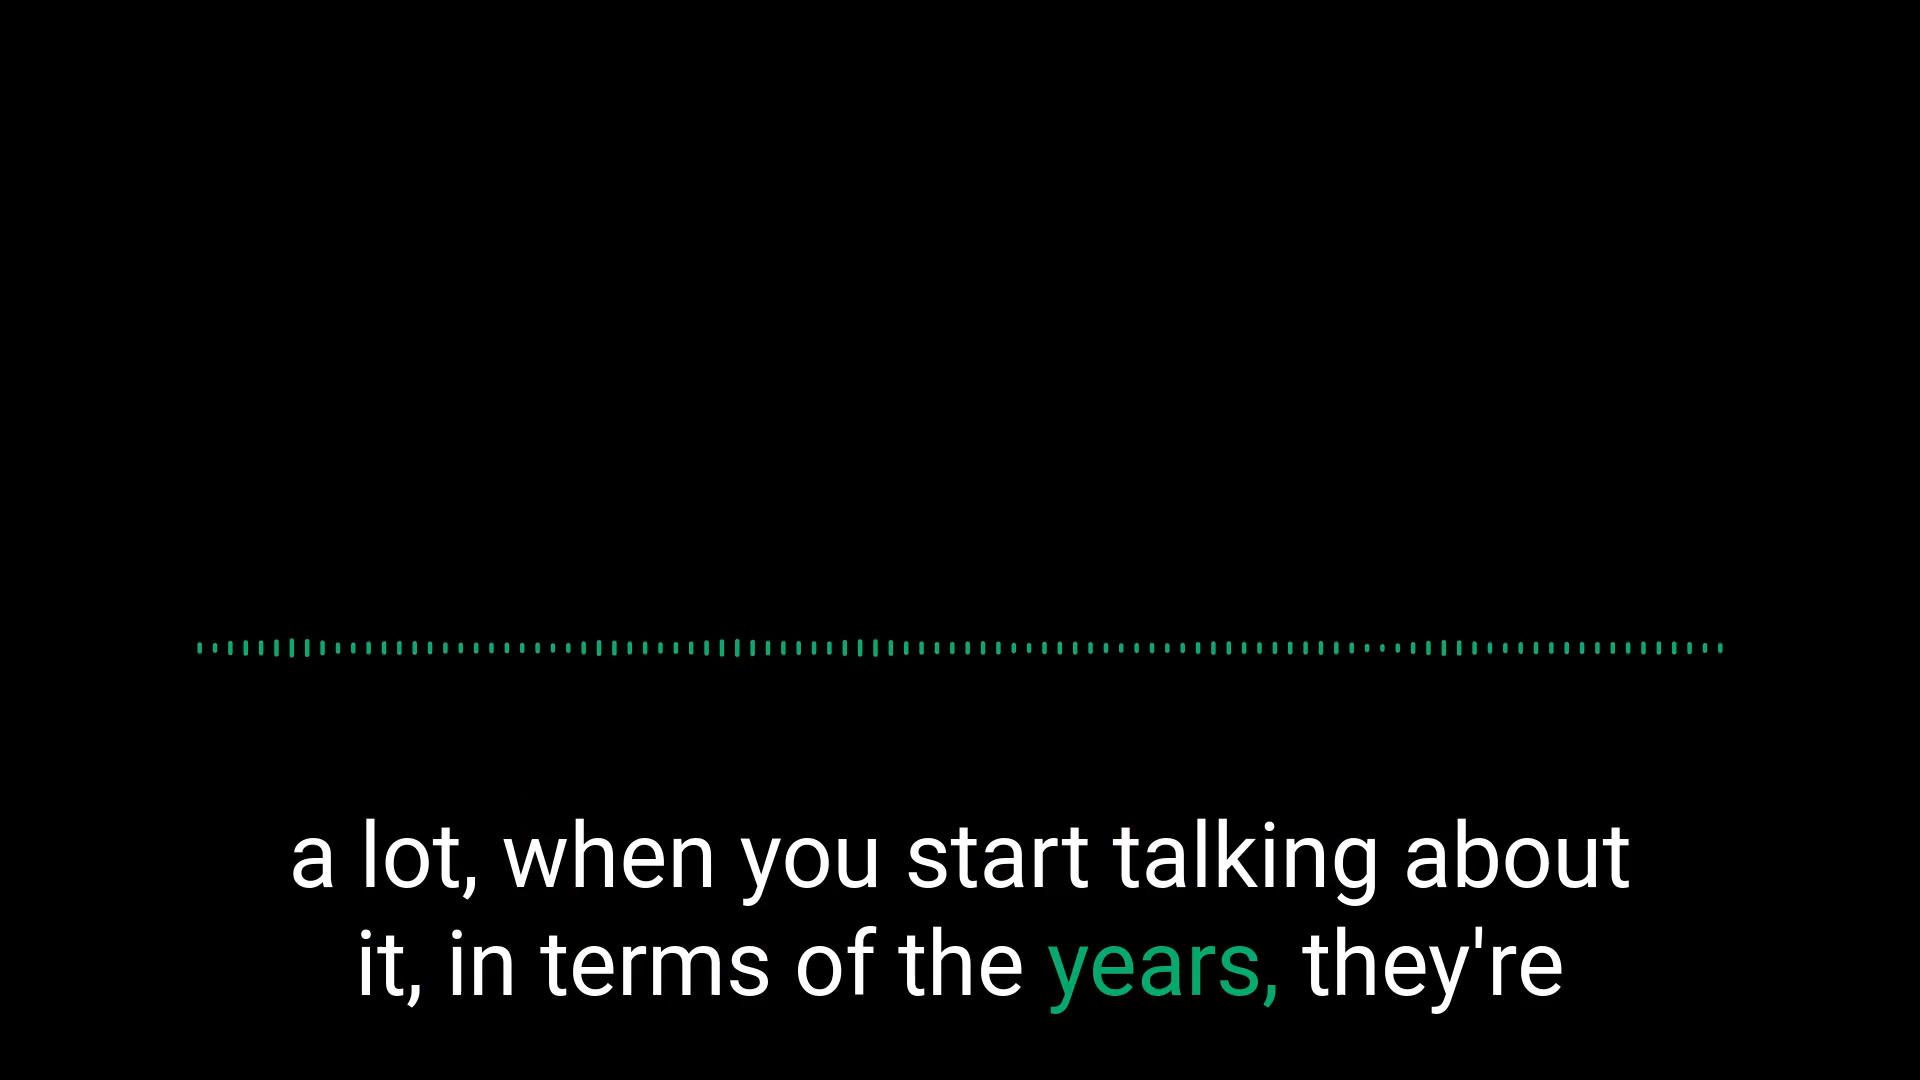 a lot, when you start talking about
it, in terms of the years, they're